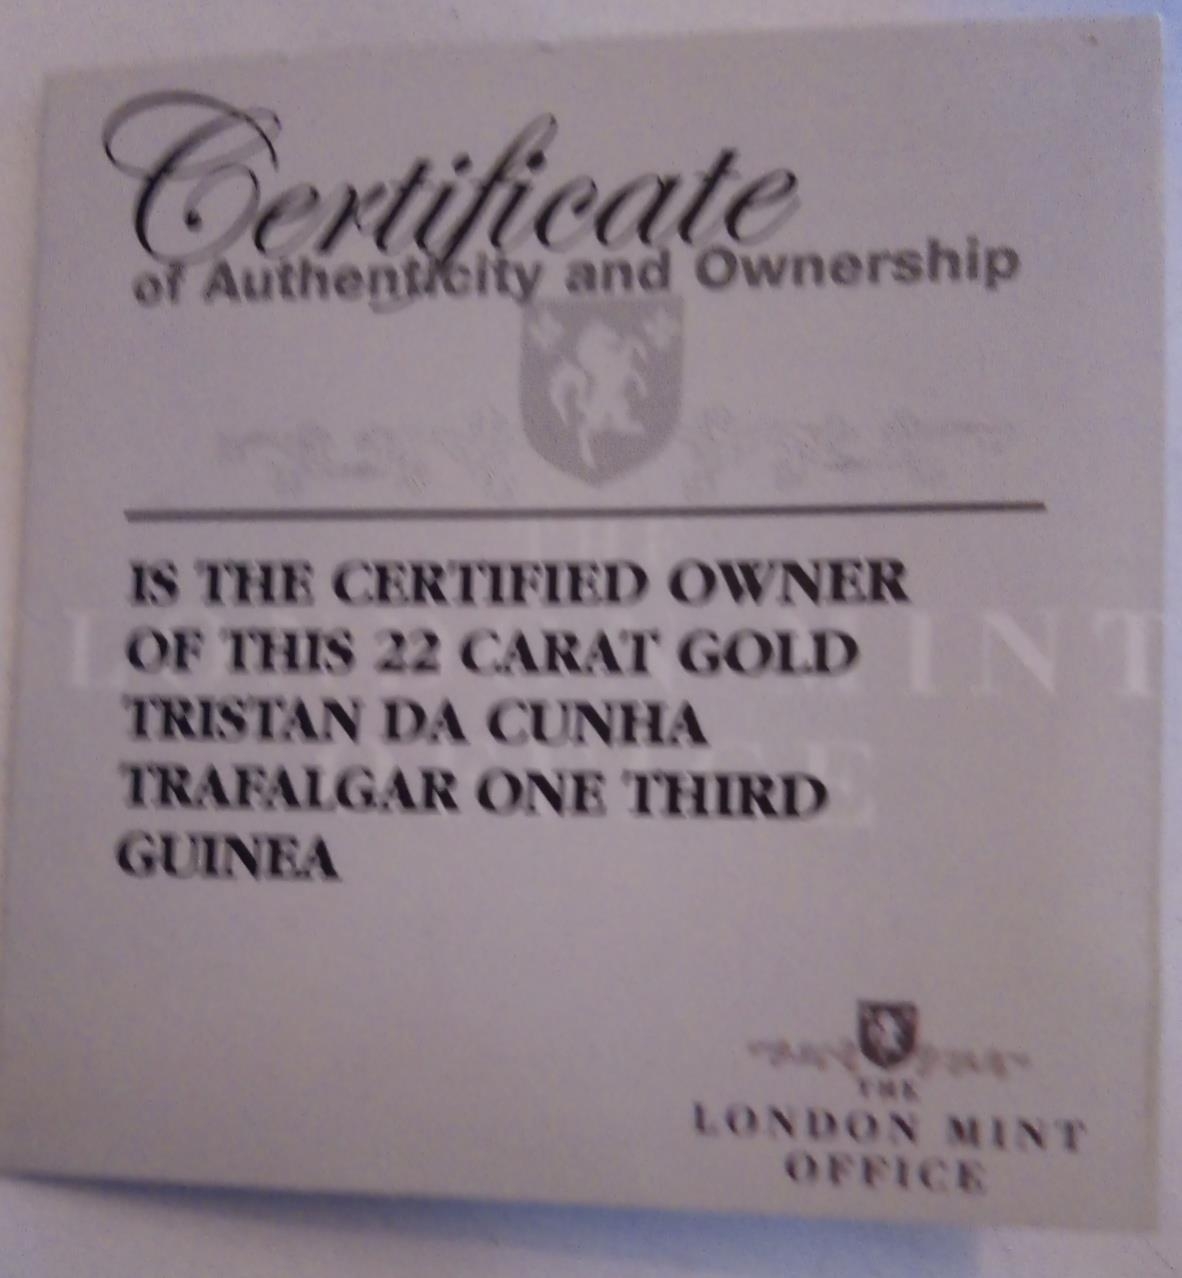 Certificate
of Authenticity and Ownership
IS THE CERTIFIED OWNER
OF THIS 22 CARAT GOLD
TRISTAN DA CUNHA
TRAFALGAR ONE THIRD
GUINEA
THE
LONDON MINT
OFFICE